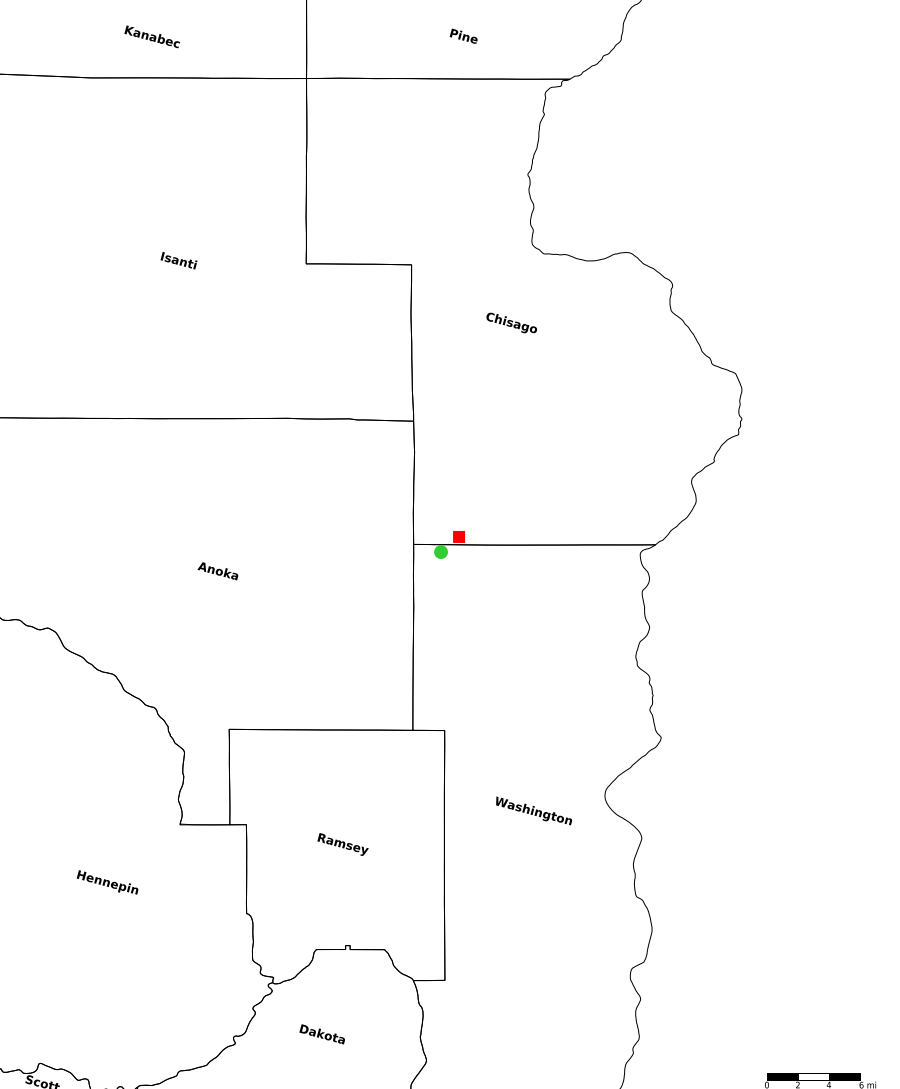 Kanabec
Pine
Isanti
Chisago
Anoka
Washington
Ramsey
Hennepin
Dakota
Scott
0 2 4 6 mi